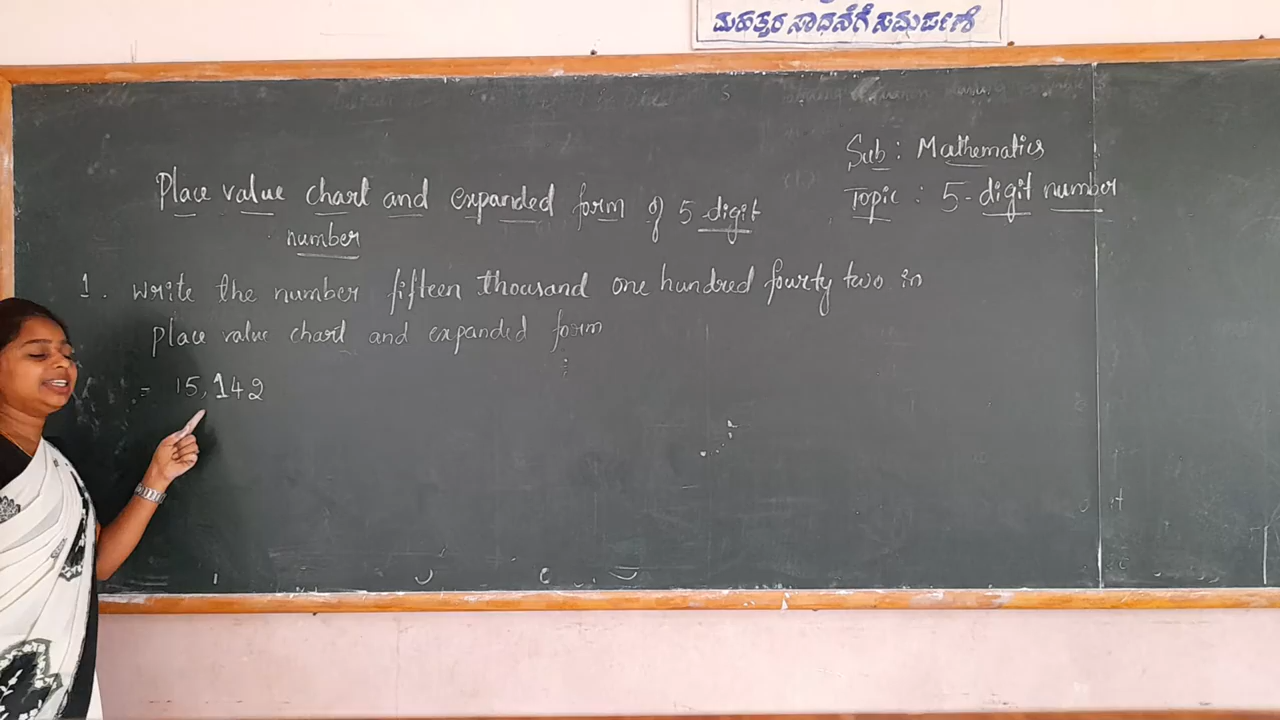 ಮಹತ್ವರ ಸಾಧನೆಗೆ ಸಮರ್ಪಣೆ
Sub : Mathematics
Topic : 5-digit number
Place value chart and expanded form of 5 digit
number
1. Write the number fifteen thousand one hundred fourty two in
place value chart and expanded form
= 15,142